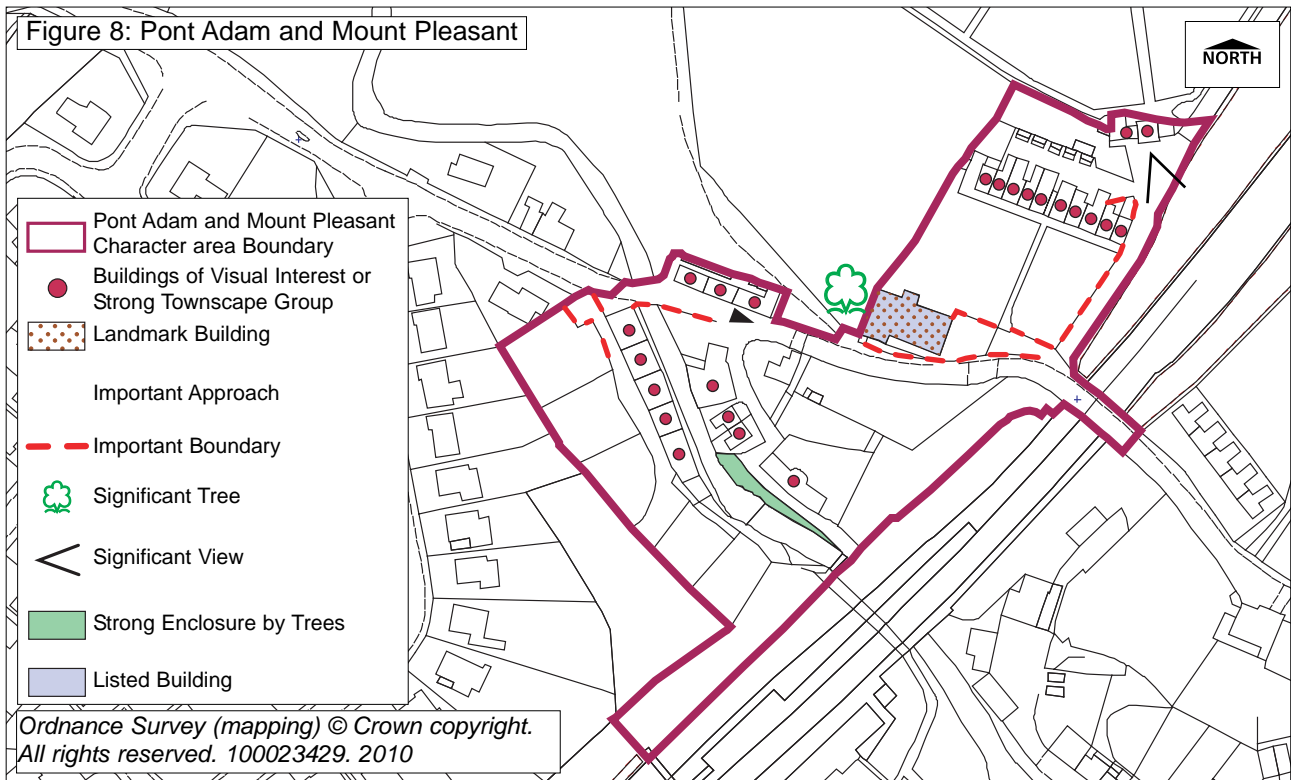 Figure 8: Pont Adam and Mount Pleasant
NORTH
Pont Adam and Mount Pleasant
Character area Boundary
Buildings of Visual Interest or
Strong Townscape Group
Landmark Building
Important Approach
Important Boundary
Significant Tree
Significant View
Strong Enclosure by Trees
Listed Building
Ordnance Survey (mapping) © Crown copyright.
All rights reserved. 100023429. 2010